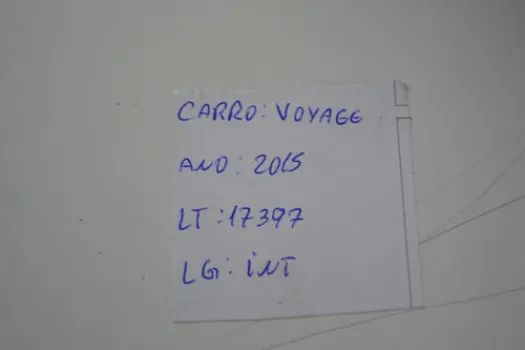 CARRO: VOYAGE
ANO: 2015
LT: 17397
LG: INT